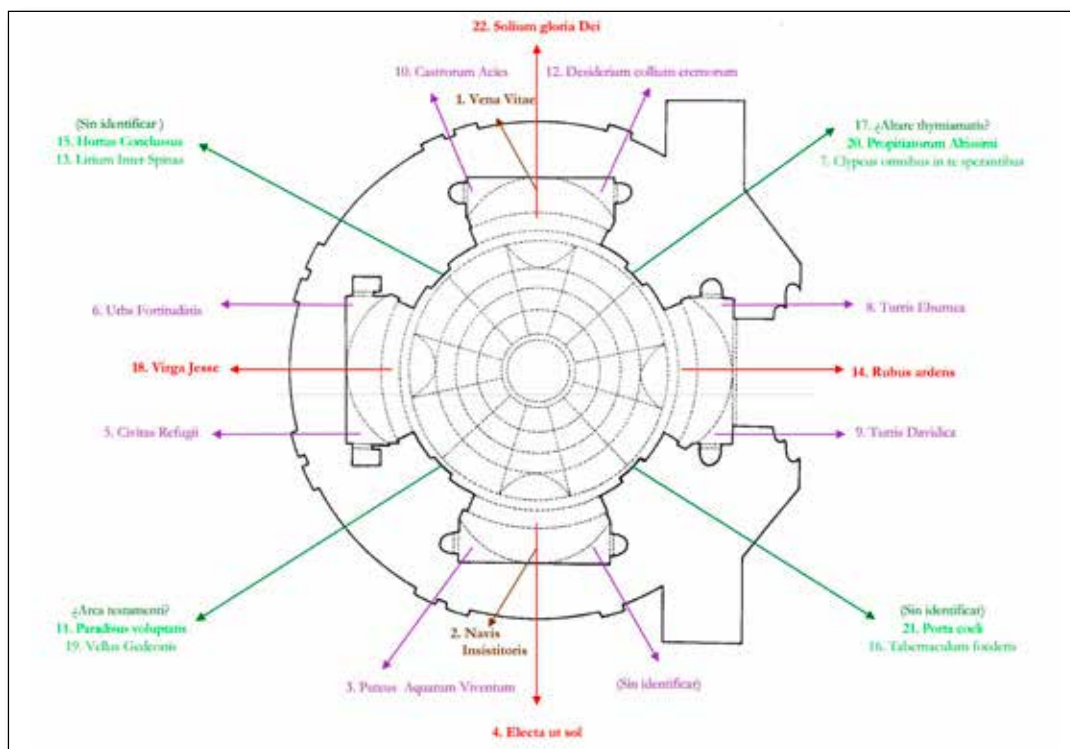 22. Solium gloria Dei
10. Castrorum Acies
12. Desiderium collium eternorum
1. Vena Vitae
(Sin identificar )
15. Hortus Conclussus
13. Lirium Inter Spinas
17. ¿Altare thymiamatis?
20. Propitiatorum Altissimi
7. Clypeus omnibus in te sperantibus
6. Urbs Fortitudinis
8. Turris Eburnea
18. Virga Jesse
14. Rubus ardens
5. Civitas Refugii
9. Turris Davidica
¿Arca testamenti?
11. Paradisus voluptans
19. Vellus Gedeonis
2. Navis
Insistitoris
(Sin identificar)
21. Porta coeli
16. Tabernaculum foederis
3. Puteus Aquarum Viventum
(Sin identificar)
4. Electa ut sol